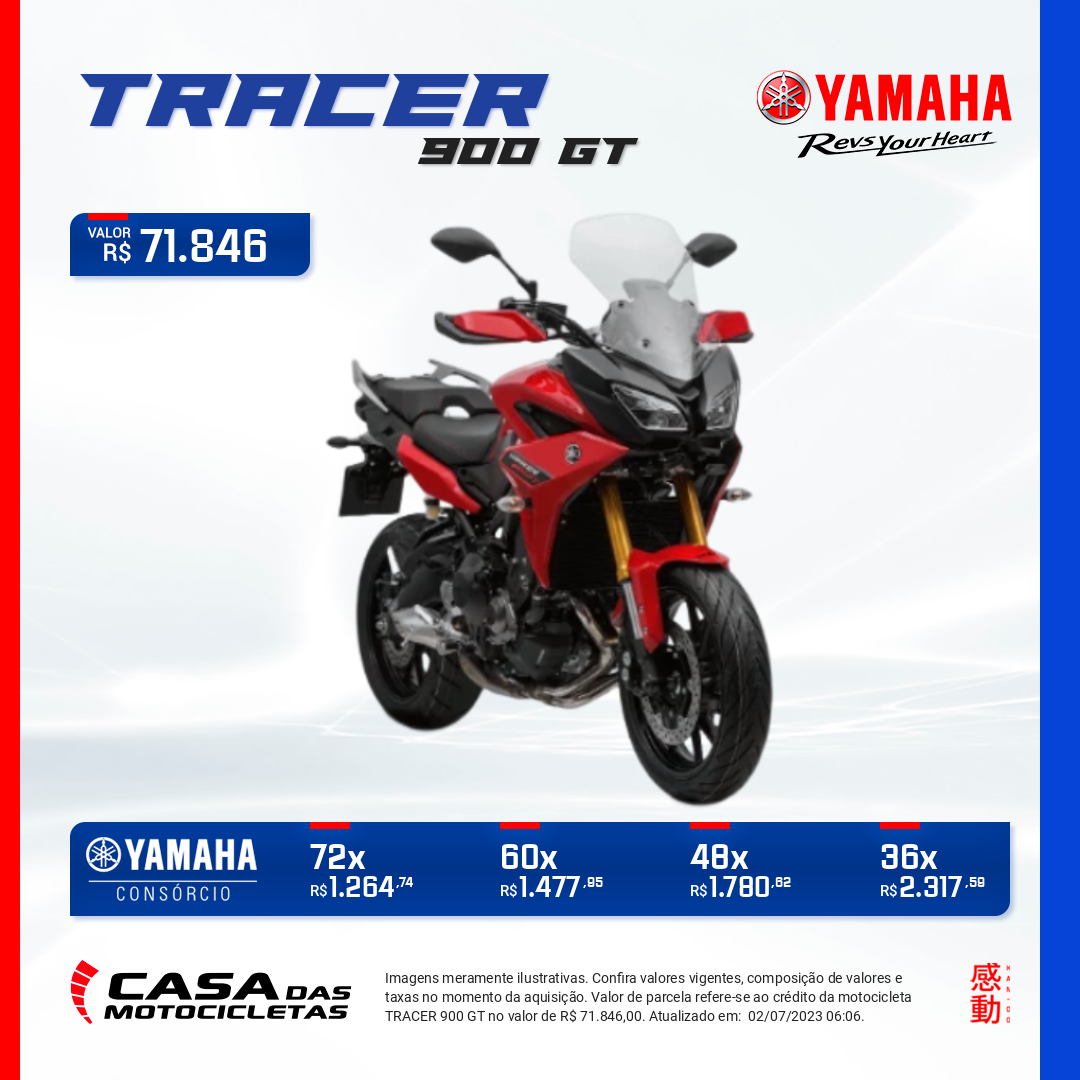 TRACER
900 GT
YAMAHA
Revs Your Heart
VALOR
R$ 71.846
YAMAHA
CONSÓRCIO
72x
R$ 1.264,74
60x
R$ 1.477,95
48x
R$ 1.780,82
36x
R$ 2.317,59
CASA DAS
MOTOCICLETAS
Imagens meramente ilustrativas. Confira valores vigentes, composição de valores e
taxas no momento da aquisição. Valor de parcela refere-se ao crédito da motocicleta
TRACER 900 GT no valor de R$ 71.846,00. Atualizado em: 02/07/2023 06:06.
感
動